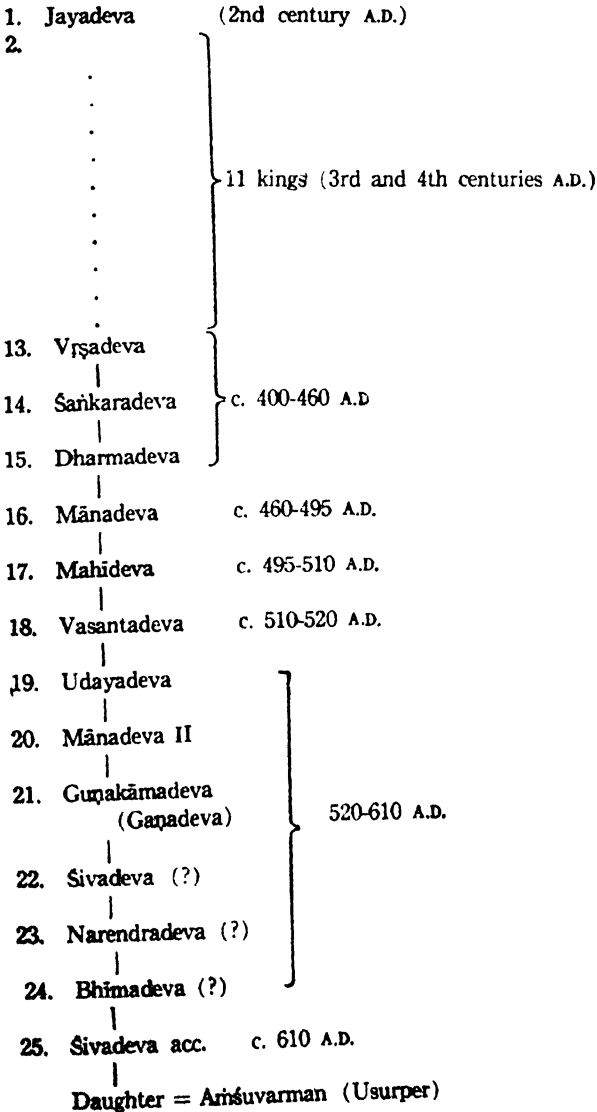 1. Jayadeva (2nd century A.D.)
2.
11 kings (3rd and 4th centuries A.D.)
13. Vṛṣadeva
14. Śaṅkaradeva c. 400-460 A.D
15. Dharmadeva
16. Mānadeva c. 460-495 A.D.
17. Mahīdeva c. 495-510 A.D.
18. Vasantadeva c. 510-520 A.D.
19. Udayadeva
20. Mānadeva II
21. Guṇakāmadeva
(Gaṇadeva) 520-610 A.D.
22. Śivadeva (?)
23. Narendradeva (?)
24. Bhīmadeva (?)
25. Śivadeva acc. c. 610 A.D.
Daughter = Aṁśuvarman (Usurper)